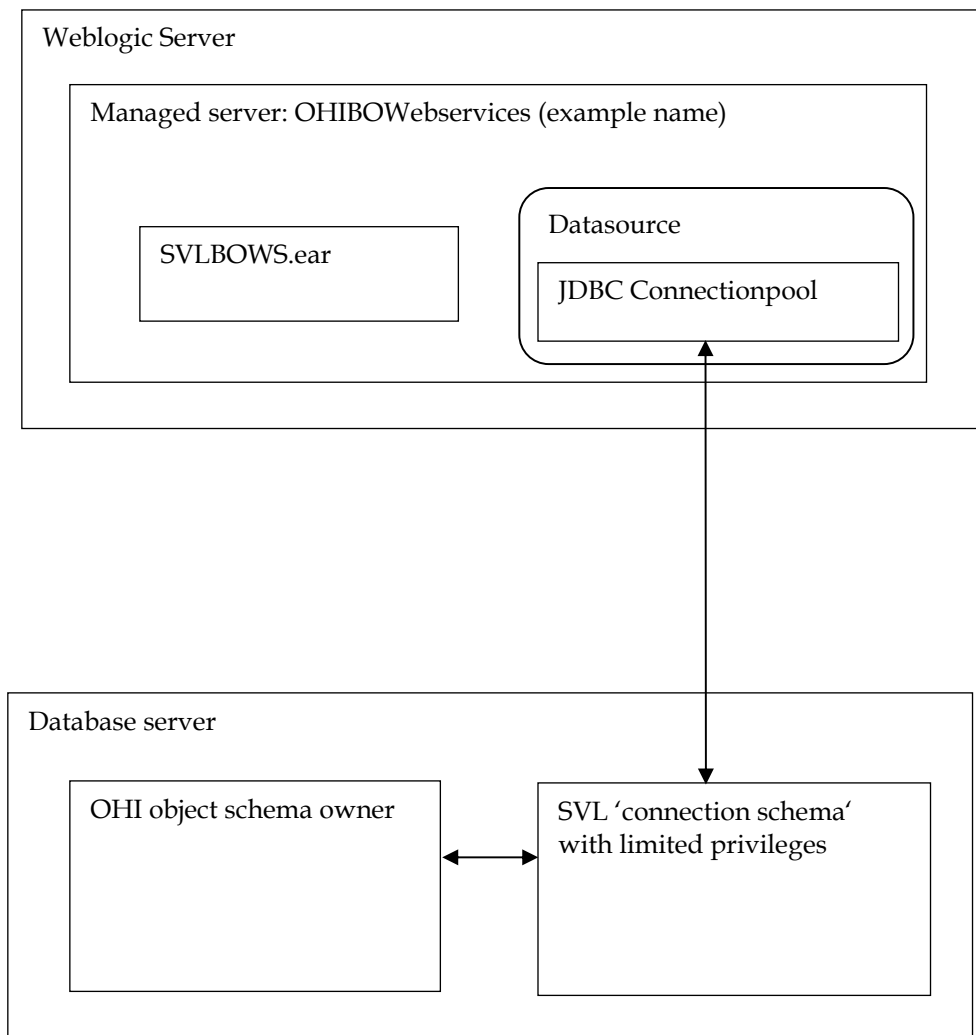 Weblogic Server
Managed server: OHIBOWebservices (example name)
Datasource
SVLBOWS.ear
JDBC Connectionpool
Database server
OHI object schema owner
SVL ‘connection schema‘
with limited privileges